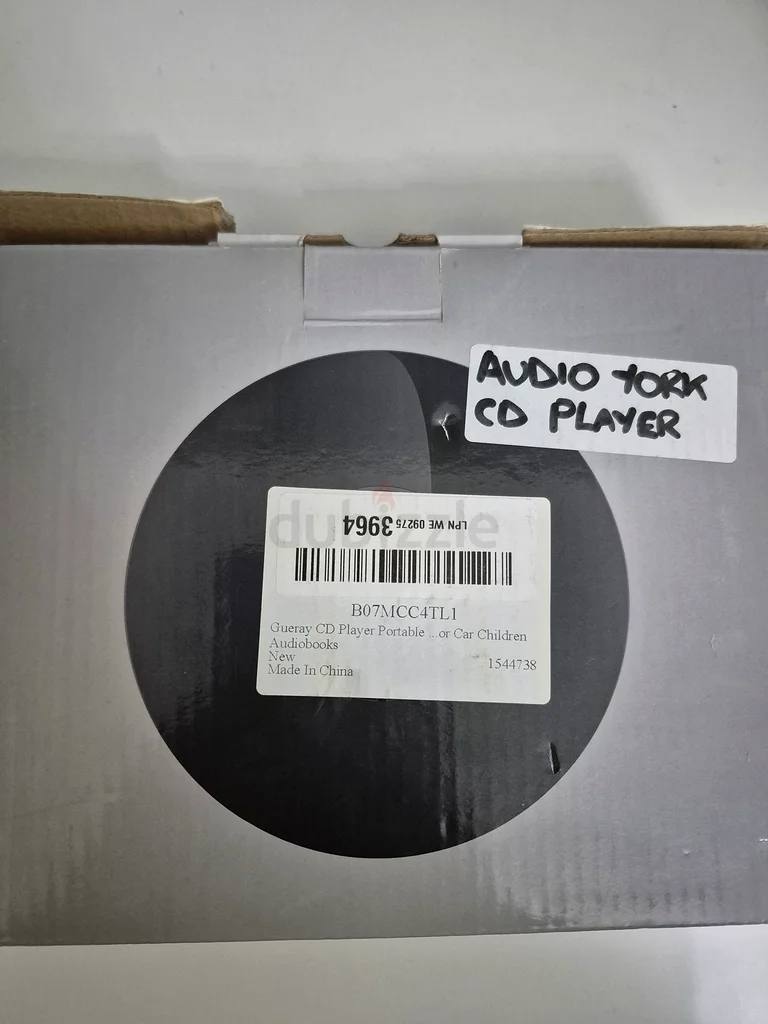 AUDIO YORK
CD PLAYER
dubizzle
LPN WE 09275 3964
B07MCC4TL1
Gueray CD Player Portable ...or Car Children
Audiobooks
New
1544738
Made In China